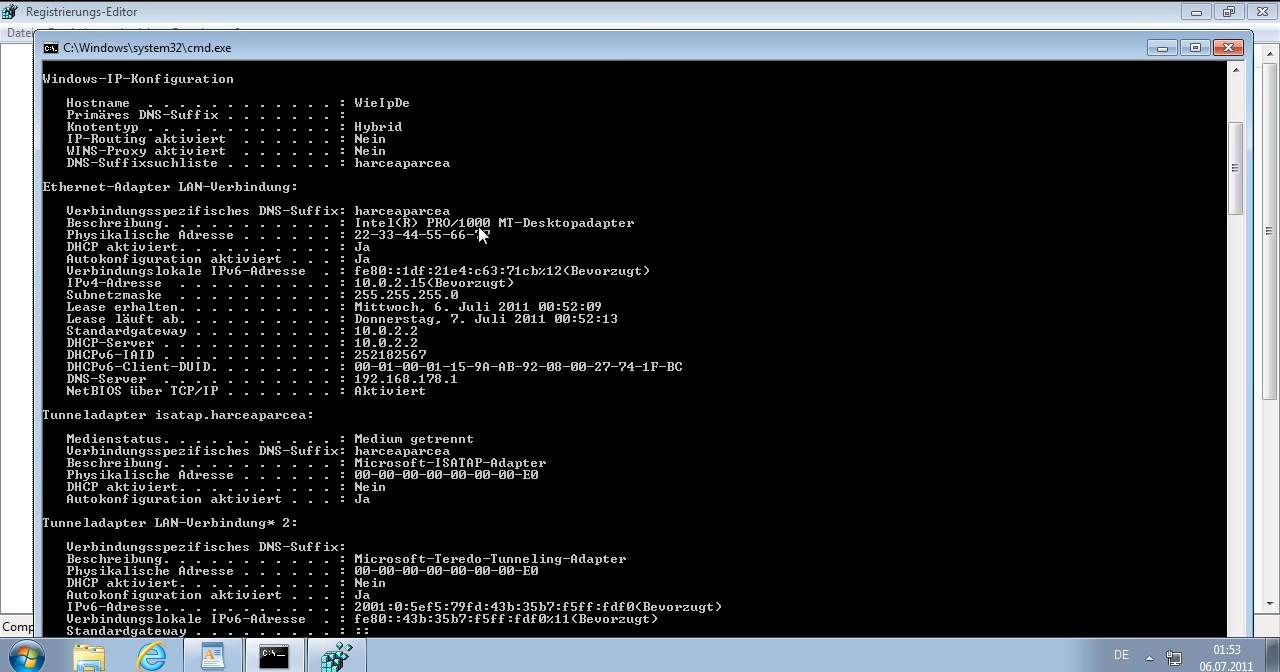 Registrierungs-Editor
C:\Windows\system32\cmd.exe
Windows-IP-Konfiguration
Hostname . . . . . . . . . . . . : WieIpDe
Primäres DNS-Suffix . . . . . . . :
Knotentyp . . . . . . . . . . . . : Hybrid
IP-Routing aktiviert . . . . . . : Nein
WINS-Proxy aktiviert . . . . . . : Nein
DNS-Suffixsuchliste . . . . . . . : harceaparcea
Ethernet-Adapter LAN-Verbindung:
Verbindungsspezifisches DNS-Suffix: harceaparcea
Beschreibung. . . . . . . . . . . : Intel(R) PRO/1000 MT-Desktopadapter
Physikalische Adresse . . . . . . : 22-33-44-55-66-
DHCP aktiviert. . . . . . . . . . : Ja
Autokonfiguration aktiviert . . . : Ja
Verbindungslokale IPv6-Adresse . : fe80::1df:21e4:c63:71cb%12(Bevorzugt)
IPv4-Adresse . . . . . . . . . . : 10.0.2.15(Bevorzugt)
Subnetzmaske . . . . . . . . . . : 255.255.255.0
Lease erhalten. . . . . . . . . . : Mittwoch, 6. Juli 2011 00:52:09
Lease läuft ab. . . . . . . . . . : Donnerstag, 7. Juli 2011 00:52:13
Standardgateway . . . . . . . . . : 10.0.2.2
DHCP-Server . . . . . . . . . . . : 10.0.2.2
DHCPv6-IAID . . . . . . . . . . . : 252182567
DHCPv6-Client-DUID. . . . . . . . : 00-01-00-01-15-9A-AB-92-08-00-27-74-1F-BC
DNS-Server . . . . . . . . . . . : 192.168.178.1
NetBIOS über TCP/IP . . . . . . . : Aktiviert
Tunneladapter isatap.harceaparcea:
Medienstatus. . . . . . . . . . . : Medium getrennt
Verbindungsspezifisches DNS-Suffix: harceaparcea
Beschreibung. . . . . . . . . . . : Microsoft-ISATAP-Adapter
Physikalische Adresse . . . . . . : 00-00-00-00-00-00-00-E0
DHCP aktiviert. . . . . . . . . . : Nein
Autokonfiguration aktiviert . . . : Ja
Tunneladapter LAN-Verbindung* 2:
Verbindungsspezifisches DNS-Suffix:
Beschreibung. . . . . . . . . . . : Microsoft-Teredo-Tunneling-Adapter
Physikalische Adresse . . . . . . : 00-00-00-00-00-00-00-E0
DHCP aktiviert. . . . . . . . . . : Nein
Autokonfiguration aktiviert . . . : Ja
IPv6-Adresse. . . . . . . . . . . : 2001:0:5ef5:79fd:43b:35b7:f5ff:fdf0(Bevorzugt)
Verbindungslokale IPv6-Adresse . : fe80::43b:35b7:f5ff:fdf0%11(Bevorzugt)
Standardgateway . . . . . . . . . : ::
Comp
DE
01:53
06.07.2011